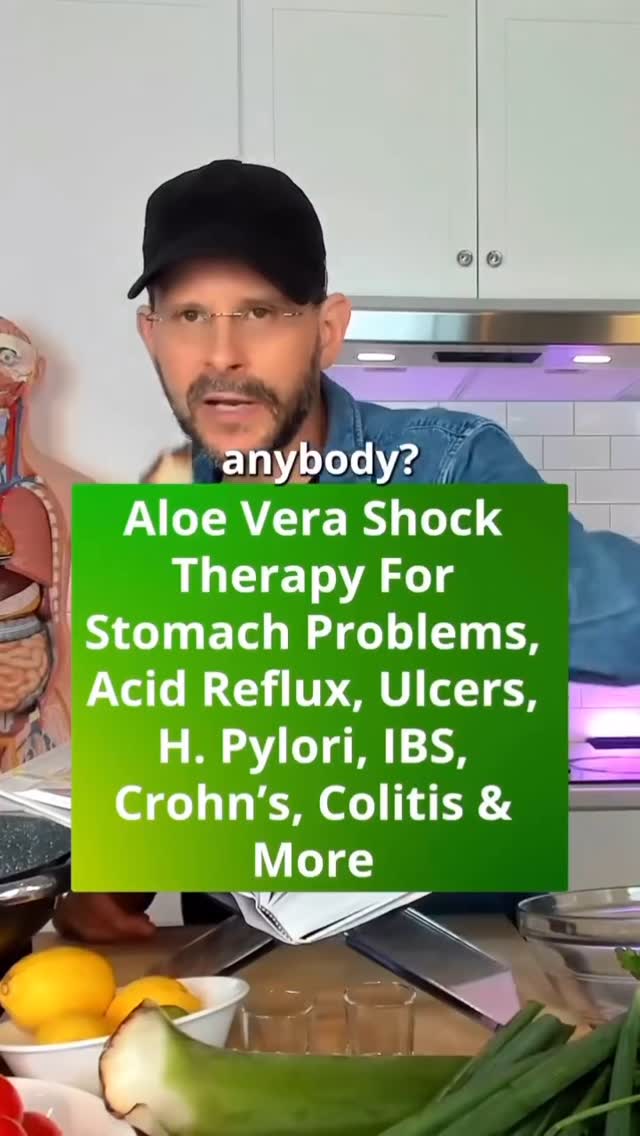 anybody?
Aloe Vera Shock
Therapy For
Stomach Problems,
Acid Reflux, Ulcers,
H. Pylori, IBS,
Crohn’s, Colitis &
More